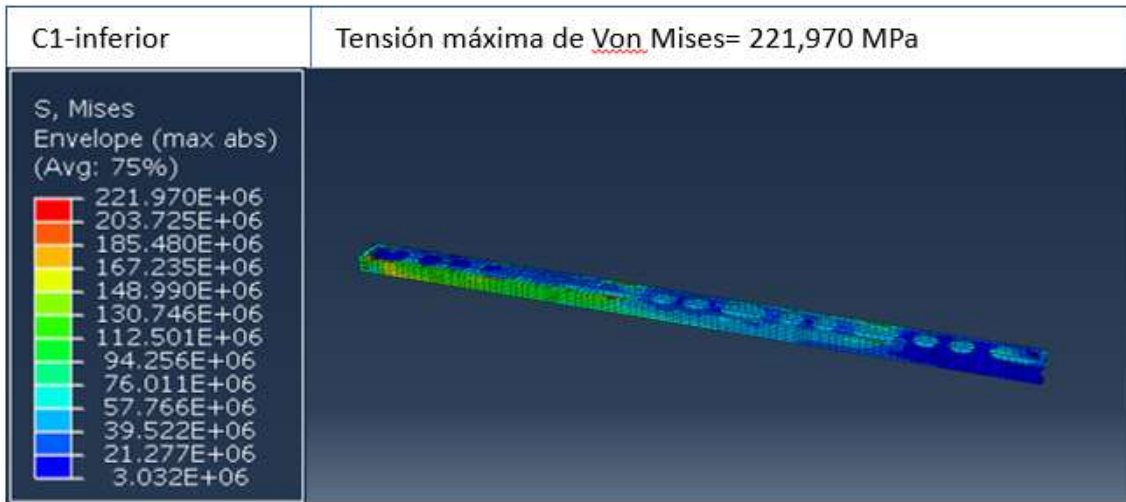 C1-inferior
Tensión máxima de Von Mises= 221,970 MPa
S, Mises
Envelope (max abs)
(Avg: 75%)
221.970E+06
203.725E+06
185.480E+06
167.235E+06
148.990E+06
130.746E+06
112.501E+06
94.256E+06
76.011E+06
57.766E+06
39.522E+06
21.277E+06
3.032E+06